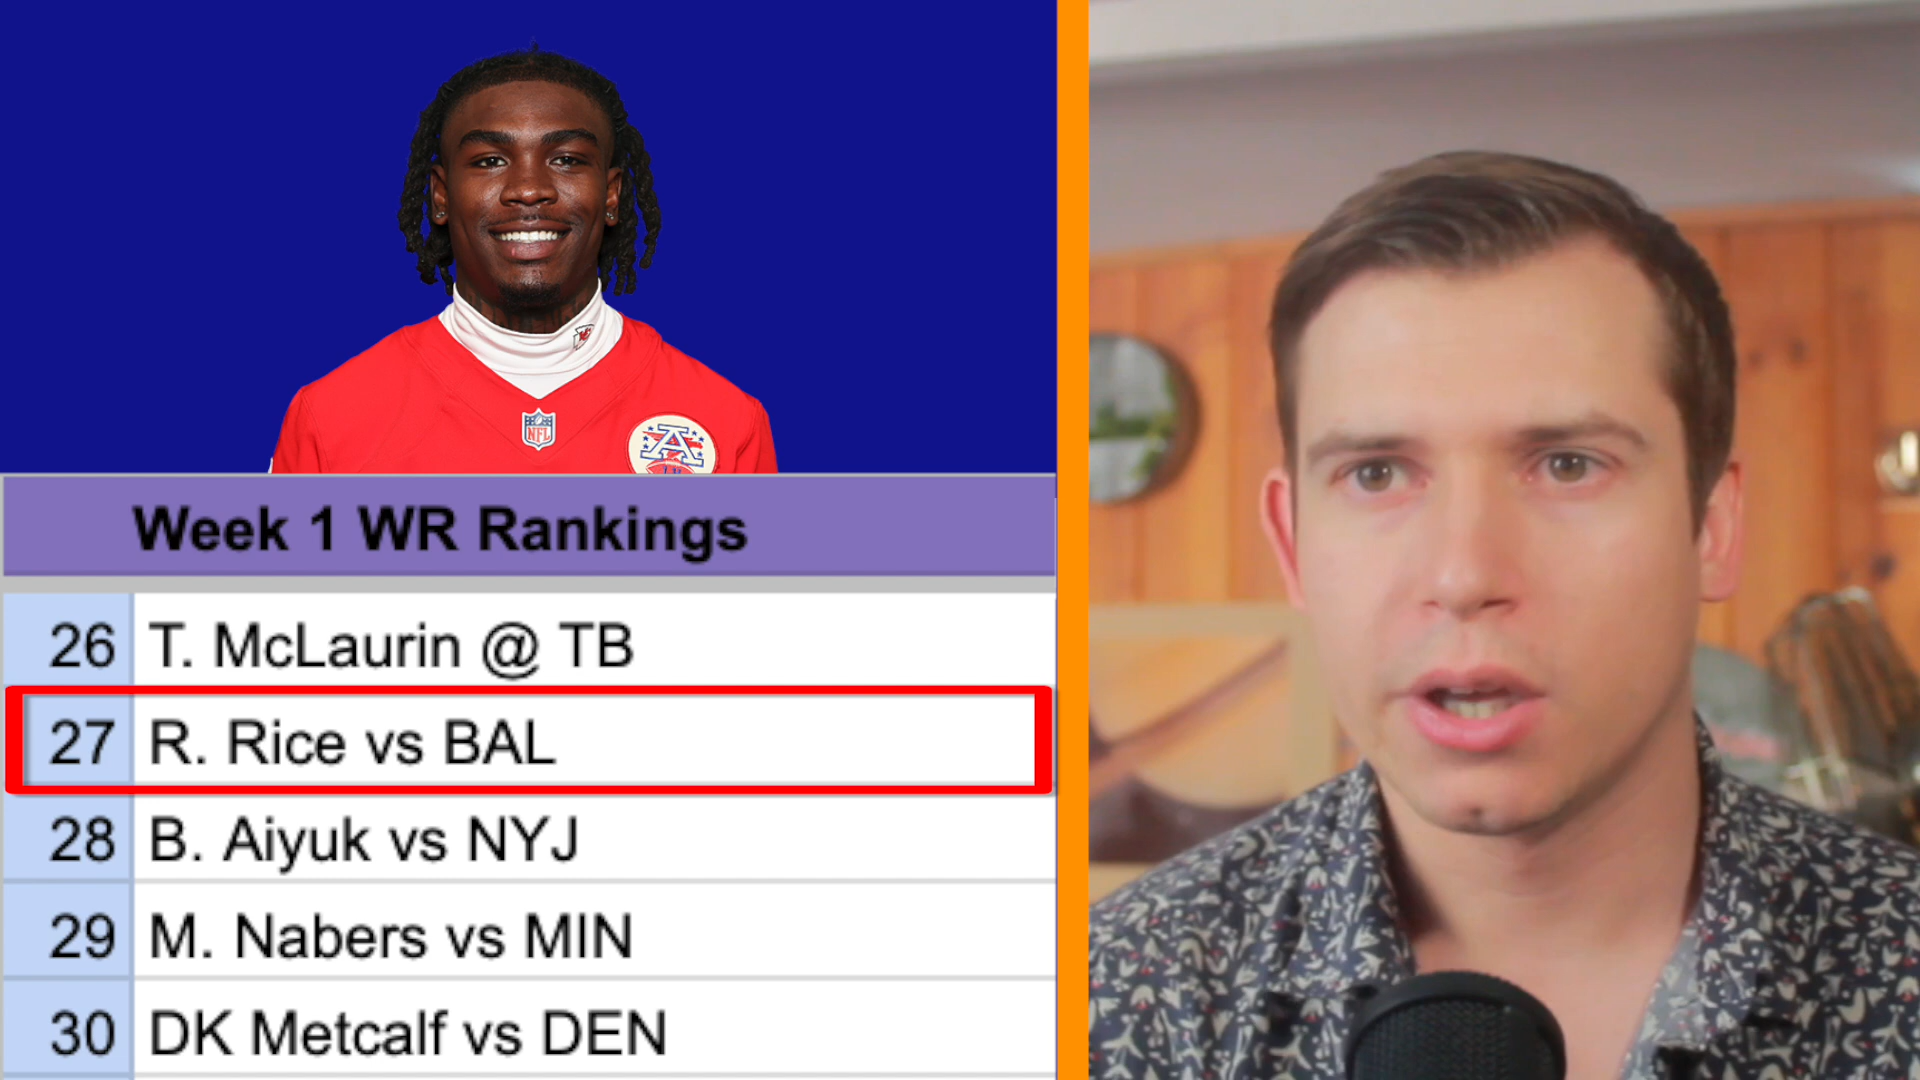 NFL
Week 1 WR Rankings
26 T. McLaurin @ TB
27 R. Rice vs BAL
28 B. Aiyuk vs NYJ
29 M. Nabers vs MIN
30 DK Metcalf vs DEN